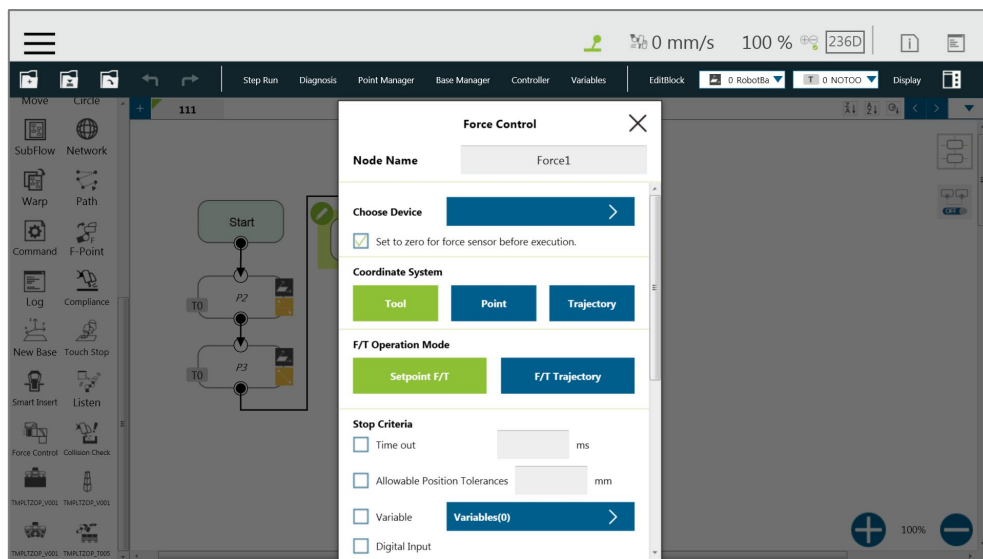 0 mm/s 100 % 236D
Step Run Diagnosis Point Manager Base Manager Controller Variables EditBlock 0 RobotBa T 0 NOTOO Display
Move Circle
+ 111
SubFlow Network
Warp Path
Command F-Point
Log Compliance
New Base Touch Stop
Smart Insert Listen
Force Control Collision Check
TMPLTZOP_V001 TMPLTZOP_V001
TMPLTZOP_V001 TMPLTZOP_T005
Start
T0 P2
T0 P3
Force Control
Node Name Force1
Choose Device
Set to zero for force sensor before execution.
Coordinate System
Tool Point Trajectory
F/T Operation Mode
Setpoint F/T F/T Trajectory
Stop Criteria
Time out ms
Allowable Position Tolerances mm
Variable Variables(0)
Digital Input
OFF
100%